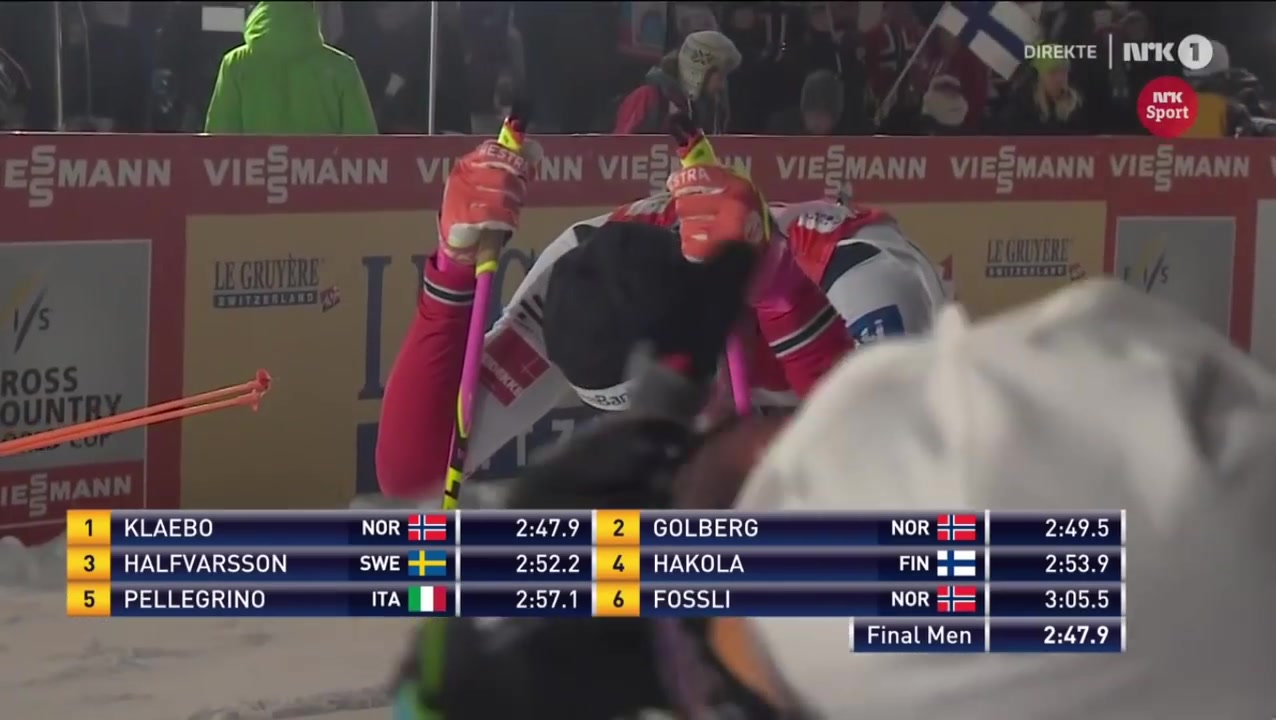 DIREKTE nrk 1
nrk
Sport
VIESSMANN VIESSMANN VIESSMANN VIESSMANN VIESSMANN VIESSMANN
LE GRUYÈRE
SWITZERLAND
LE GRUYÈRE
SWITZERLAND
F/S
ROSS
OUNTRY
VIESSMANN
1 KLAEBO NOR 2:47.9 2 GOLBERG NOR 2:49.5
3 HALFVARSSON SWE 2:52.2 4 HAKOLA FIN 2:53.9
5 PELLEGRINO ITA 2:57.1 6 FOSSLI NOR 3:05.5
Final Men 2:47.9